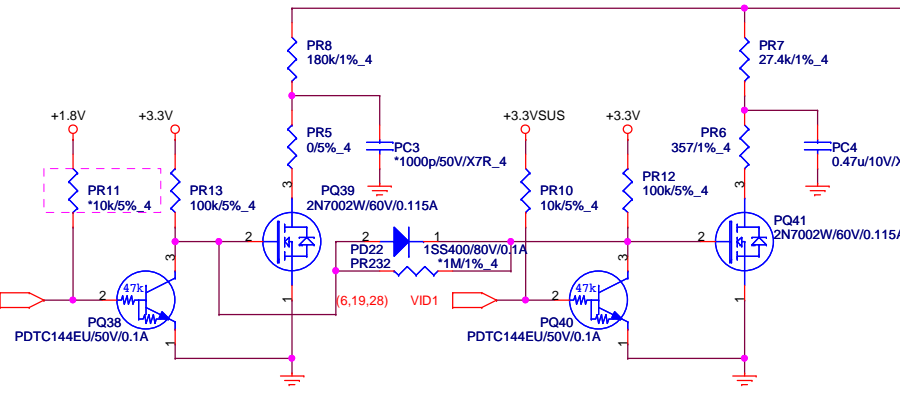 PR8
180k/1%_4
PR7
27.4k/1%_4
+1.8V
+3.3V
PR5
0/5%_4
PC3
*1000p/50V/X7R_4
+3.3VSUS
+3.3V
PR6
357/1%_4
PC4
0.47u/10V/X
PR11
*10k/5%_4
PR13
100k/5%_4
3
PQ39
2N7002W/60V/0.115A
PR10
10k/5%_4
PR12
100k/5%_4
3
PQ41
2N7002W/60V/0.115A
2
2
1
2
PD22
1SS400/80V/0.1A
PR232
*1M/1%_4
3
3
47k
47k
2
1
(6,19,28)
VID1
2
1
PQ38
PDTC144EU/50V/0.1A
1
PQ40
PDTC144EU/50V/0.1A
1